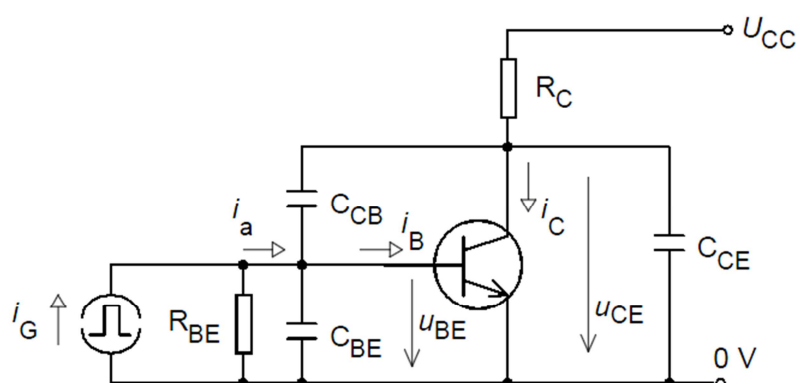 U_CC
R_C
C_CB
i_a
i_B
i_C
C_CE
i_G
R_BE
C_BE
u_BE
u_CE
0 V